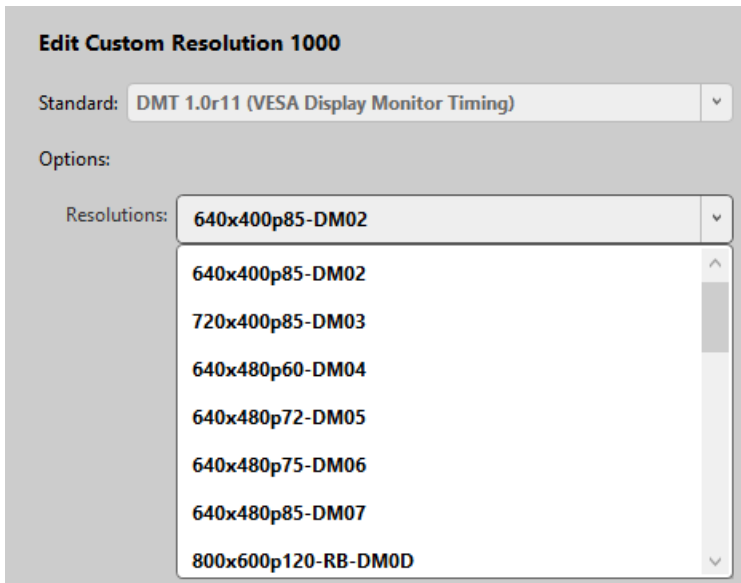 Edit Custom Resolution 1000
Standard: DMT 1.0r11 (VESA Display Monitor Timing)
Options:
Resolutions: 640x400p85-DM02
640x400p85-DM02
720x400p85-DM03
640x480p60-DM04
640x480p72-DM05
640x480p75-DM06
640x480p85-DM07
800x600p120-RB-DM0D